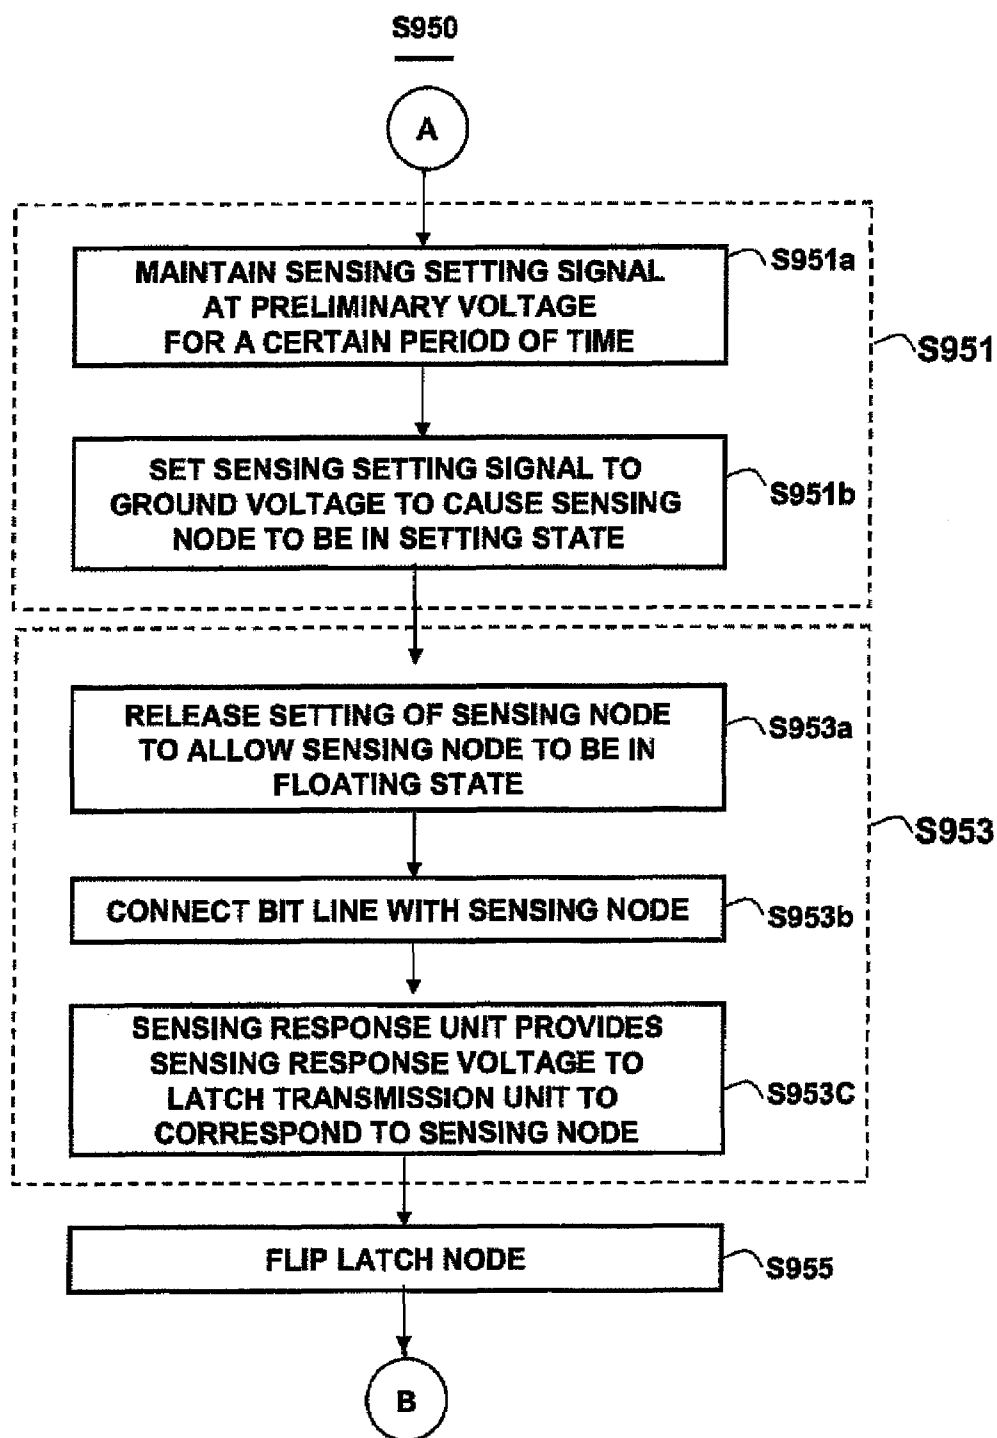 S950
A
MAINTAIN SENSING SETTING SIGNAL
AT PRELIMINARY VOLTAGE
FOR A CERTAIN PERIOD OF TIME
S951a
S951
SET SENSING SETTING SIGNAL TO
GROUND VOLTAGE TO CAUSE SENSING
NODE TO BE IN SETTING STATE
S951b
RELEASE SETTING OF SENSING NODE
TO ALLOW SENSING NODE TO BE IN
FLOATING STATE
S953a
S953
CONNECT BIT LINE WITH SENSING NODE
S953b
SENSING RESPONSE UNIT PROVIDES
SENSING RESPONSE VOLTAGE TO
LATCH TRANSMISSION UNIT TO
CORRESPOND TO SENSING NODE
S953C
FLIP LATCH NODE
S955
B